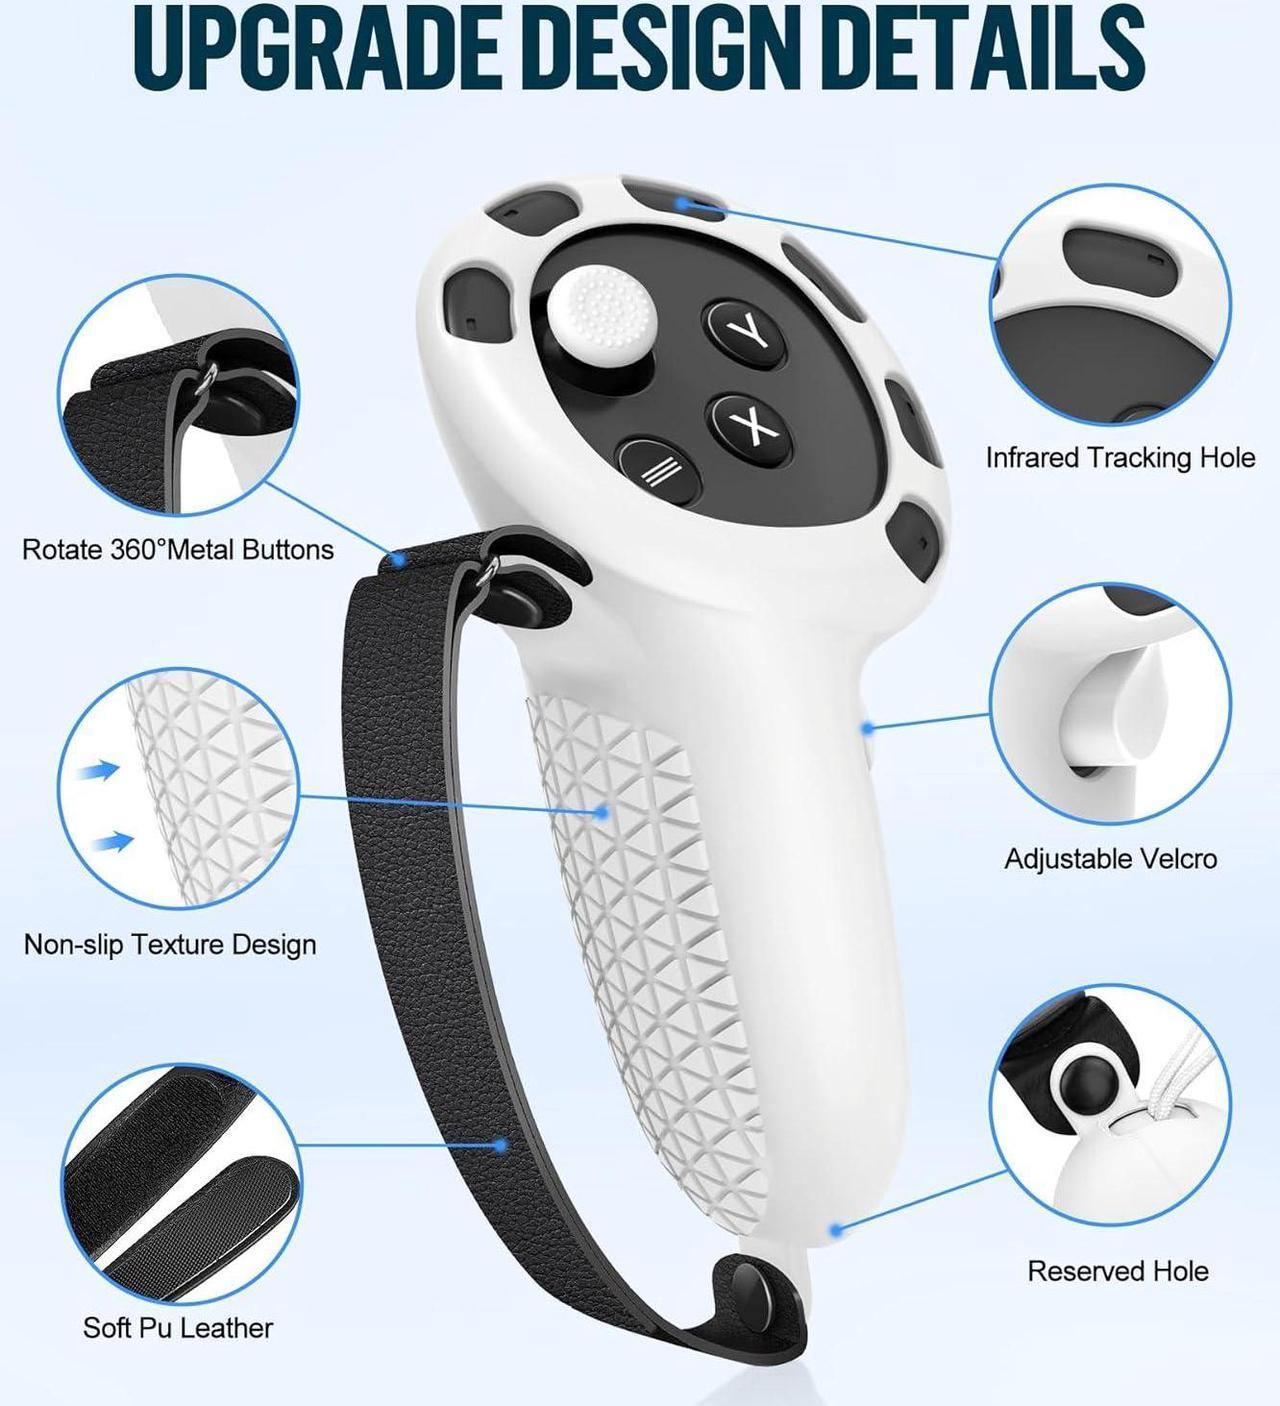 UPGRADE DESIGN DETAILS
Y
X
Infrared Tracking Hole
Rotate 360°Metal Buttons
Adjustable Velcro
Non-slip Texture Design
Reserved Hole
Soft Pu Leather